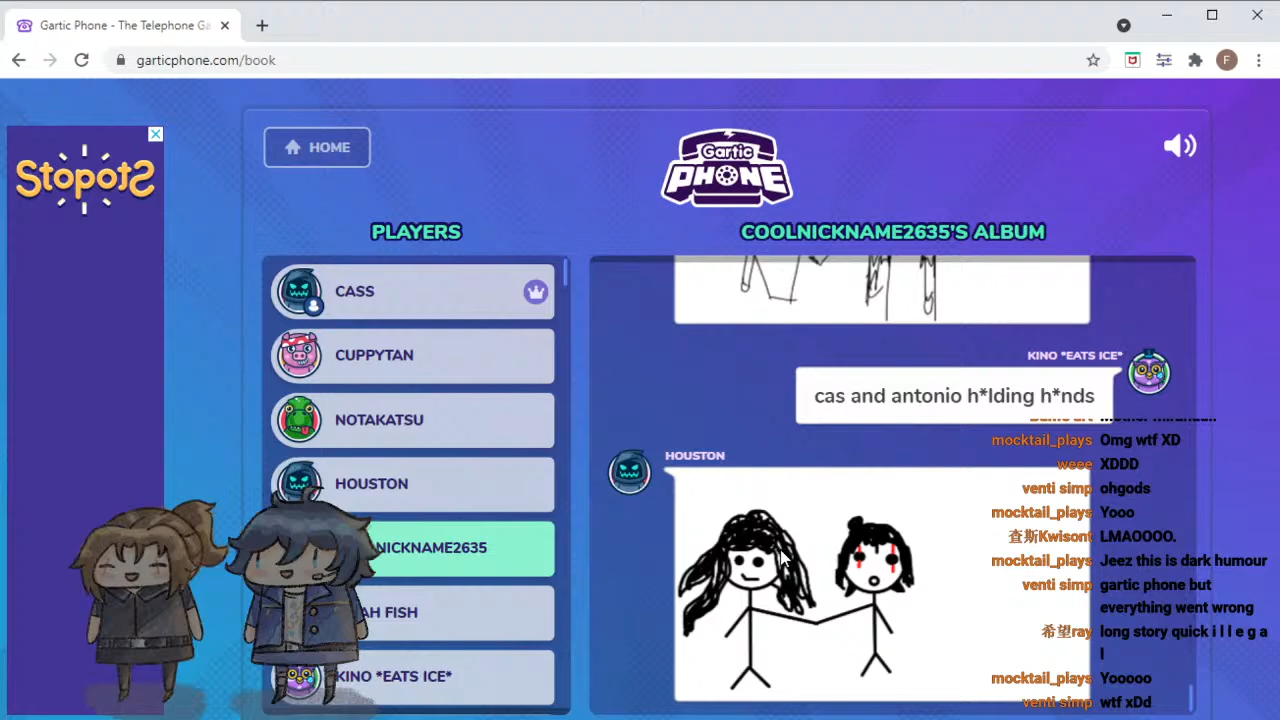 Gartic Phone - The Telephone Ga
garticphone.com/book
F
StopotS
HOME
Gartic
PHONE
PLAYERS
COOLNICKNAME2635'S ALBUM
CASS
CUPPYTAN
NOTAKATSU
HOUSTON
NICKNAME2635
AH FISH
KINO *EATS ICE*
KINO *EATS ICE*
cas and antonio h*lding h*nds
HOUSTON
mocktail_plays Omg wtf XD
weee XDDD
venti simp ohgods
mocktail_plays Yooo
查斯Kwisont LMAOOOO.
mocktail_plays Jeez this is dark humour
venti simp gartic phone but
everything went wrong
希望ray long story quick i l l e g a
l
mocktail_plays Yooooo
venti simp wtf xDd